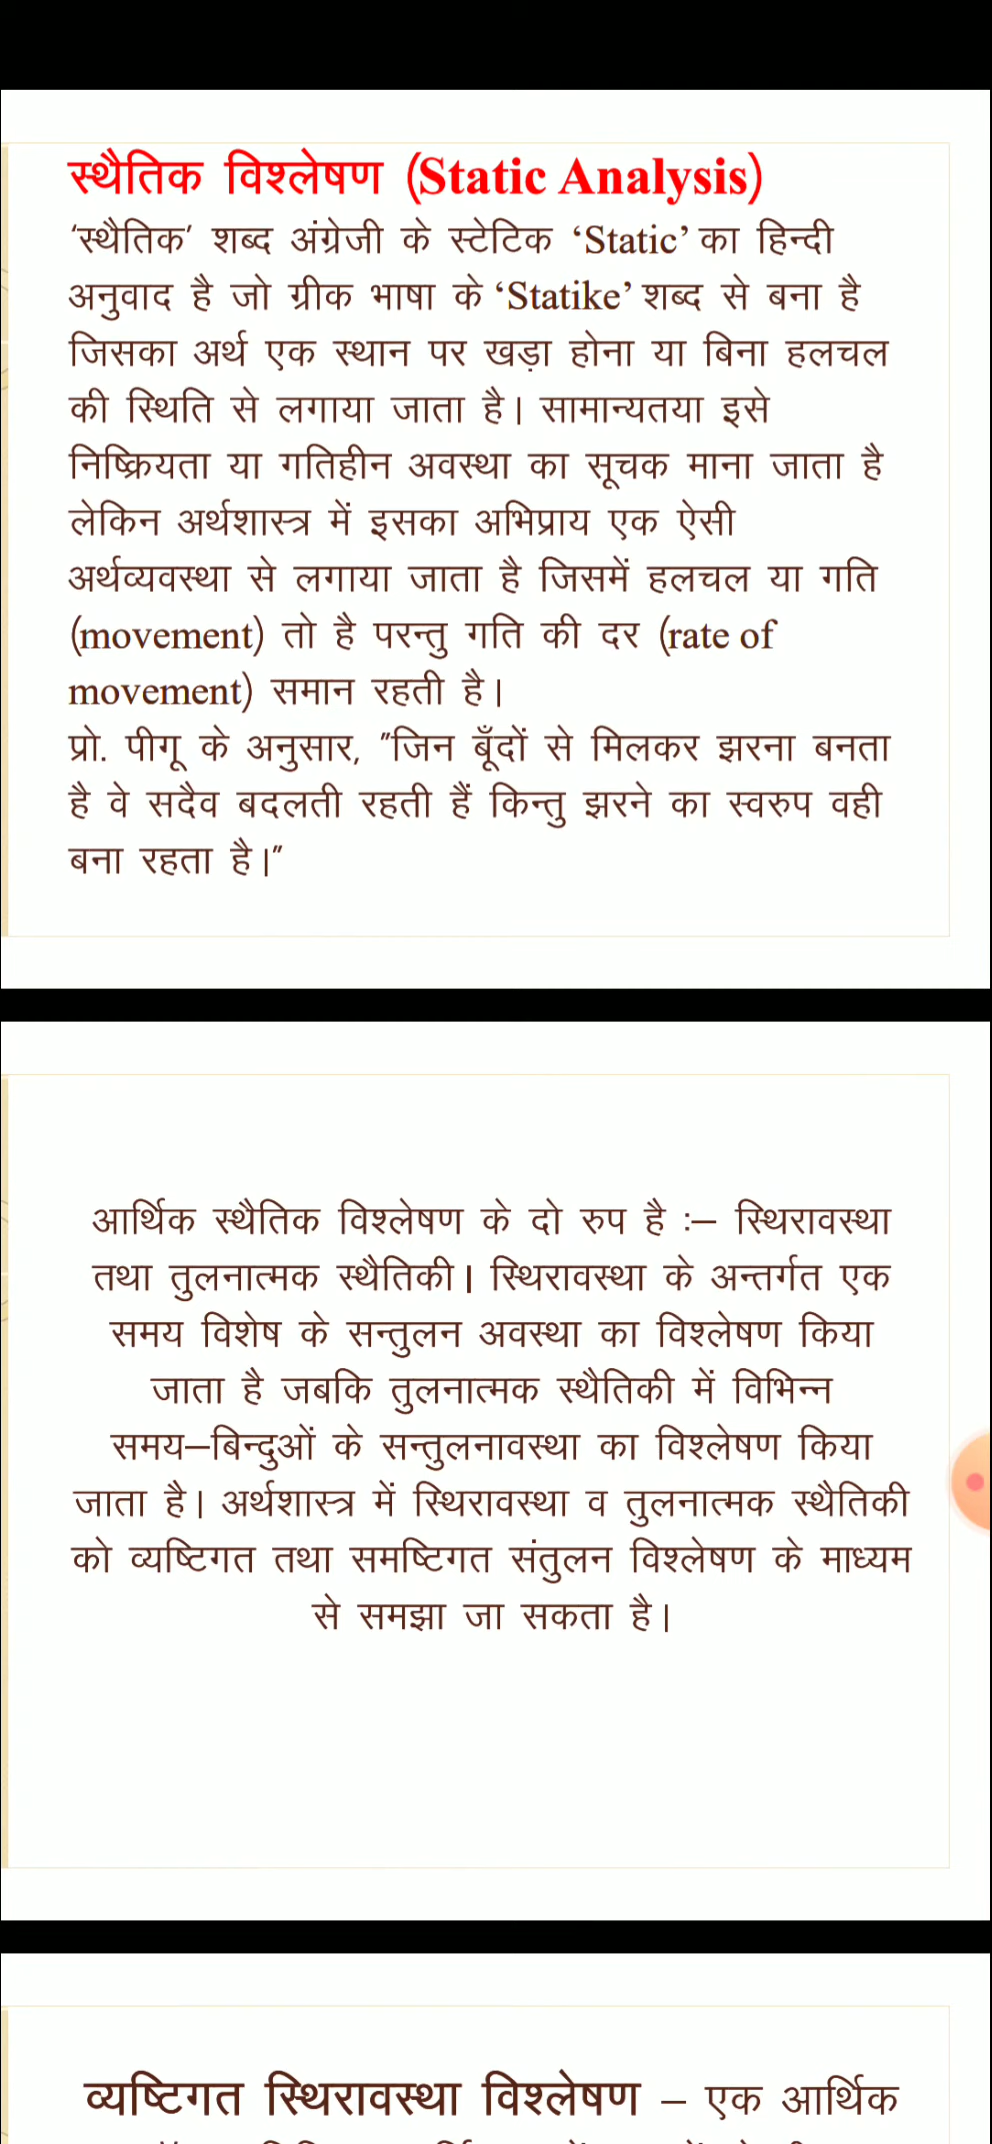 स्थैतिक विश्लेषण (Static Analysis)
‘स्थैतिक’ शब्द अंग्रेजी के स्टेटिक ‘Static’ का हिन्दी
अनुवाद है जो ग्रीक भाषा के ‘Statike’ शब्द से बना है
जिसका अर्थ एक स्थान पर खड़ा होना या बिना हलचल
की स्थिति से लगाया जाता है। सामान्यतया इसे
निष्क्रियता या गतिहीन अवस्था का सूचक माना जाता है
लेकिन अर्थशास्त्र में इसका अभिप्राय एक ऐसी
अर्थव्यवस्था से लगाया जाता है जिसमें हलचल या गति
(movement) तो है परन्तु गति की दर (rate of
movement) समान रहती है।
प्रो. पीगू के अनुसार, ”जिन बूँदों से मिलकर झरना बनता
है वे सदैव बदलती रहती हैं किन्तु झरने का स्वरुप वही
बना रहता है।”
आर्थिक स्थैतिक विश्लेषण के दो रुप है :– स्थिरावस्था
तथा तुलनात्मक स्थैतिकी। स्थिरावस्था के अन्तर्गत एक
समय विशेष के सन्तुलन अवस्था का विश्लेषण किया
जाता है जबकि तुलनात्मक स्थैतिकी में विभिन्न
समय–बिन्दुओं के सन्तुलनावस्था का विश्लेषण किया
जाता है। अर्थशास्त्र में स्थिरावस्था व तुलनात्मक स्थैतिकी
को व्यष्टिगत तथा समष्टिगत संतुलन विश्लेषण के माध्यम
से समझा जा सकता है।
व्यष्टिगत स्थिरावस्था विश्लेषण – एक आर्थिक